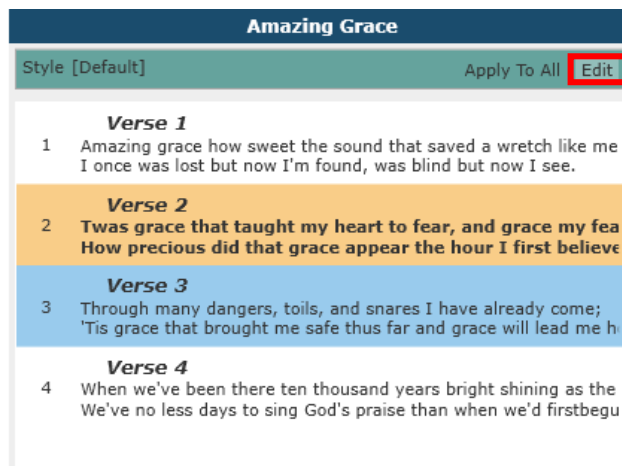 Amazing Grace
Style [Default] Apply To All Edit
Verse 1
1 Amazing grace how sweet the sound that saved a wretch like me
I once was lost but now I'm found, was blind but now I see.
Verse 2
2 Twas grace that taught my heart to fear, and grace my fea
How precious did that grace appear the hour I first believe
Verse 3
3 Through many dangers, toils, and snares I have already come;
'Tis grace that brought me safe thus far and grace will lead me h
Verse 4
4 When we've been there ten thousand years bright shining as the
We've no less days to sing God's praise than when we'd firstbegu